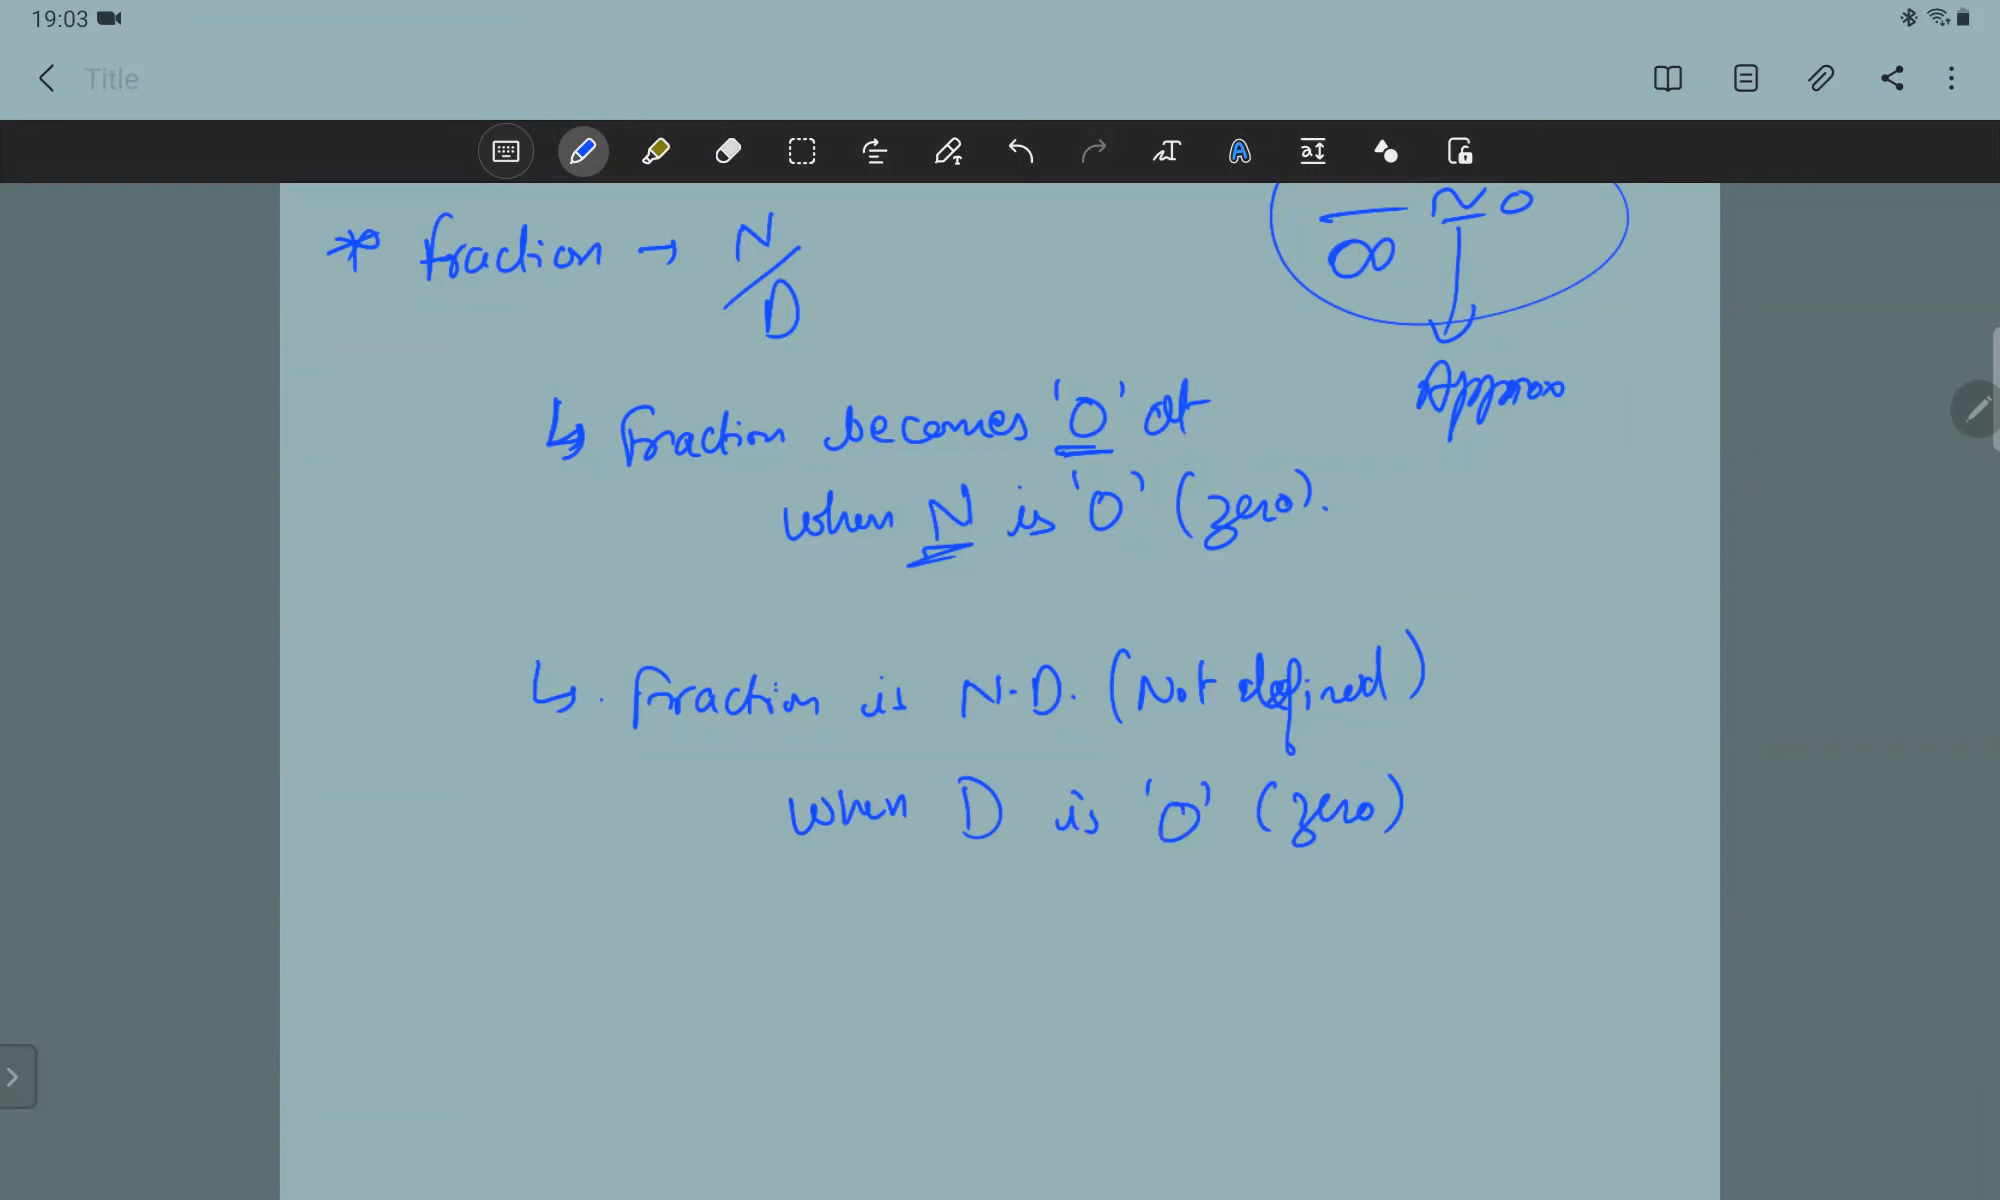 19:03
Title
* fraction → N/D
— ≈ 0
∞
Approx
↳ fraction becomes '0' at
when N is '0' (zero).
↳ . fraction is N.D. (Not defined)
when D is '0' (zero)